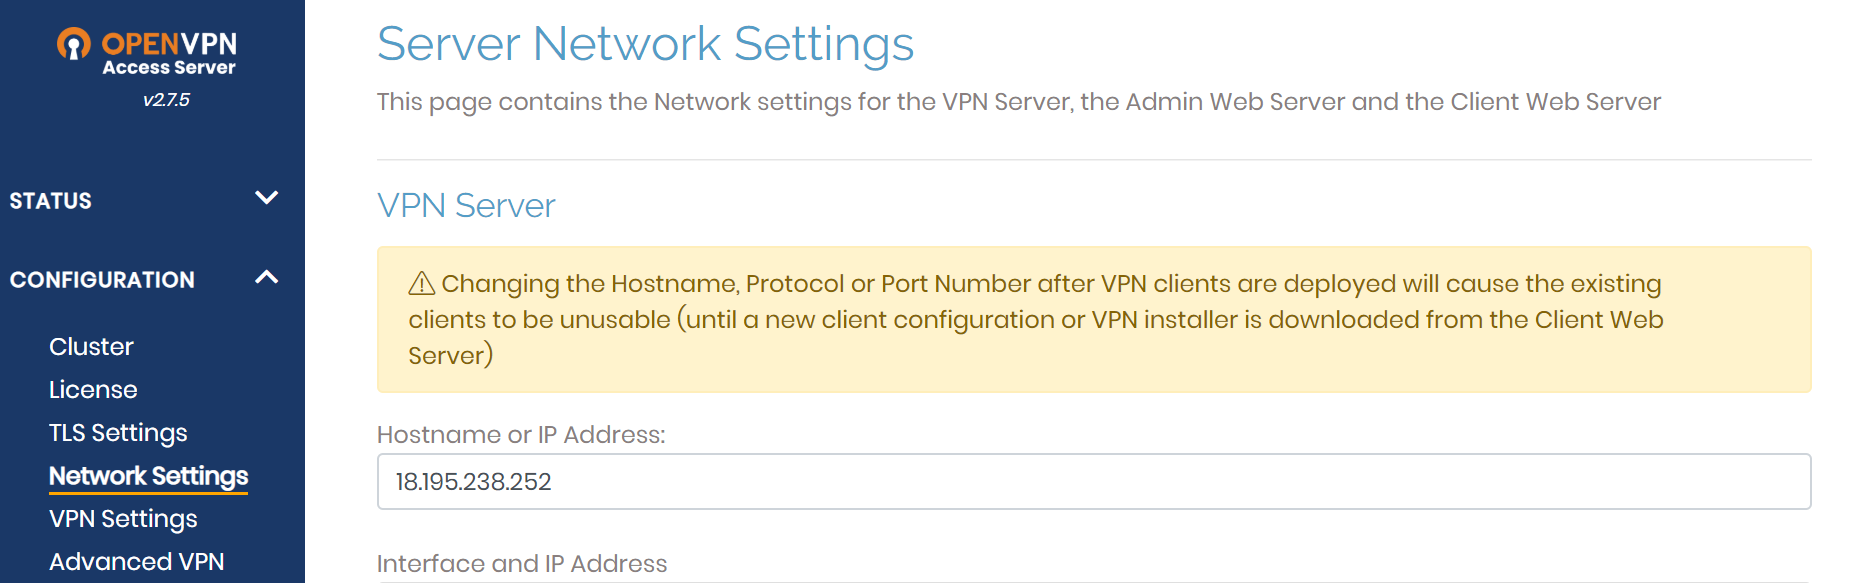 OPENVPN
Access Server
v2.7.5
STATUS
CONFIGURATION
Cluster
License
TLS Settings
Network Settings
VPN Settings
Advanced VPN
Server Network Settings
This page contains the Network settings for the VPN Server, the Admin Web Server and the Client Web Server
VPN Server
Changing the Hostname, Protocol or Port Number after VPN clients are deployed will cause the existing
clients to be unusable (until a new client configuration or VPN installer is downloaded from the Client Web
Server)
Hostname or IP Address:
18.195.238.252
Interface and IP Address